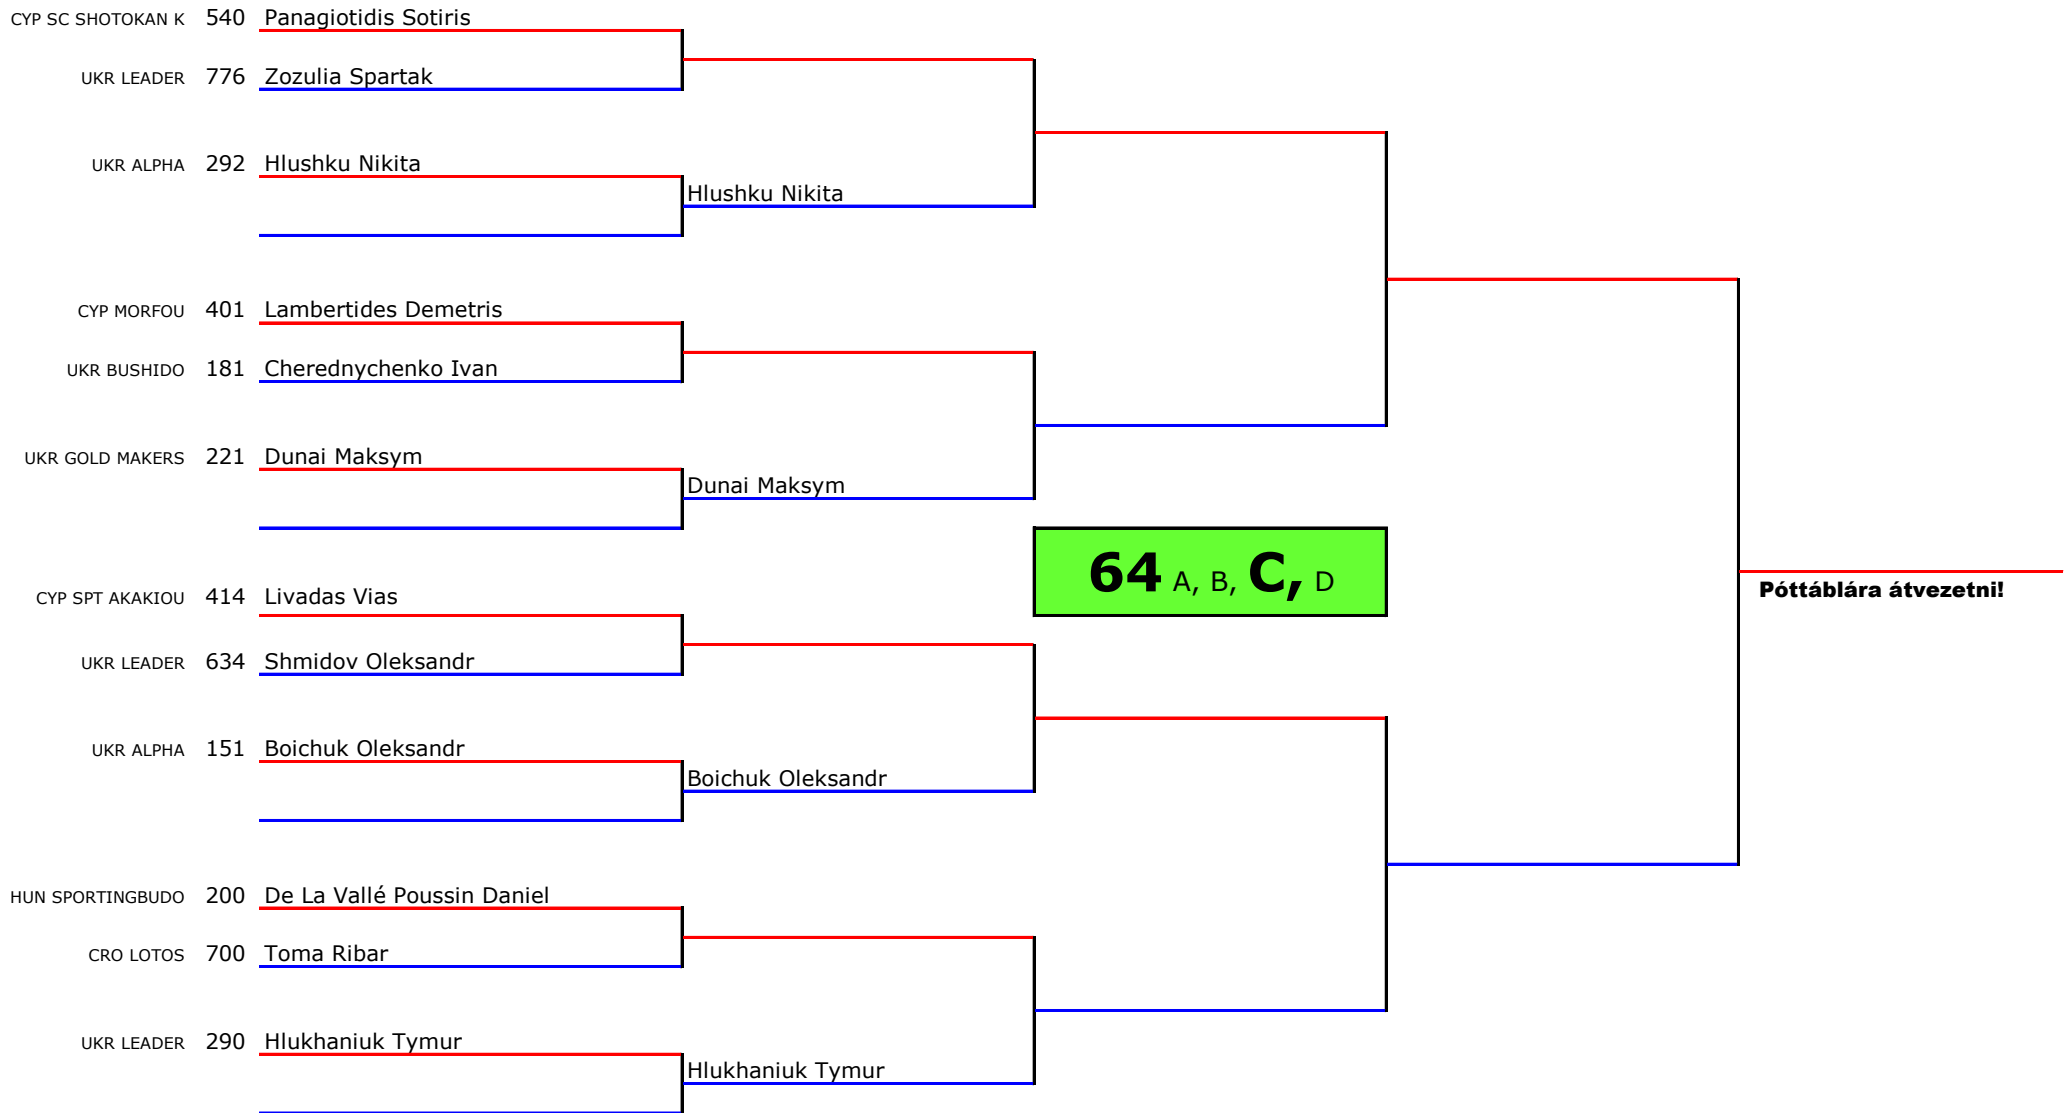 CYP SC SHOTOKAN K 540 Panagiotidis Sotiris
UKR LEADER 776 Zozulia Spartak
UKR ALPHA 292 Hlushku Nikita
Hlushku Nikita
CYP MORFOU 401 Lambertides Demetris
UKR BUSHIDO 181 Cherednychenko Ivan
UKR GOLD MAKERS 221 Dunai Maksym
Dunai Maksym
64 A, B, C, D
Póttáblára átvezetni!
CYP SPT AKAKIOU 414 Livadas Vias
UKR LEADER 634 Shmidov Oleksandr
UKR ALPHA 151 Boichuk Oleksandr
Boichuk Oleksandr
HUN SPORTINGBUDO 200 De La Vallé Poussin Daniel
CRO LOTOS 700 Toma Ribar
UKR LEADER 290 Hlukhaniuk Tymur
Hlukhaniuk Tymur